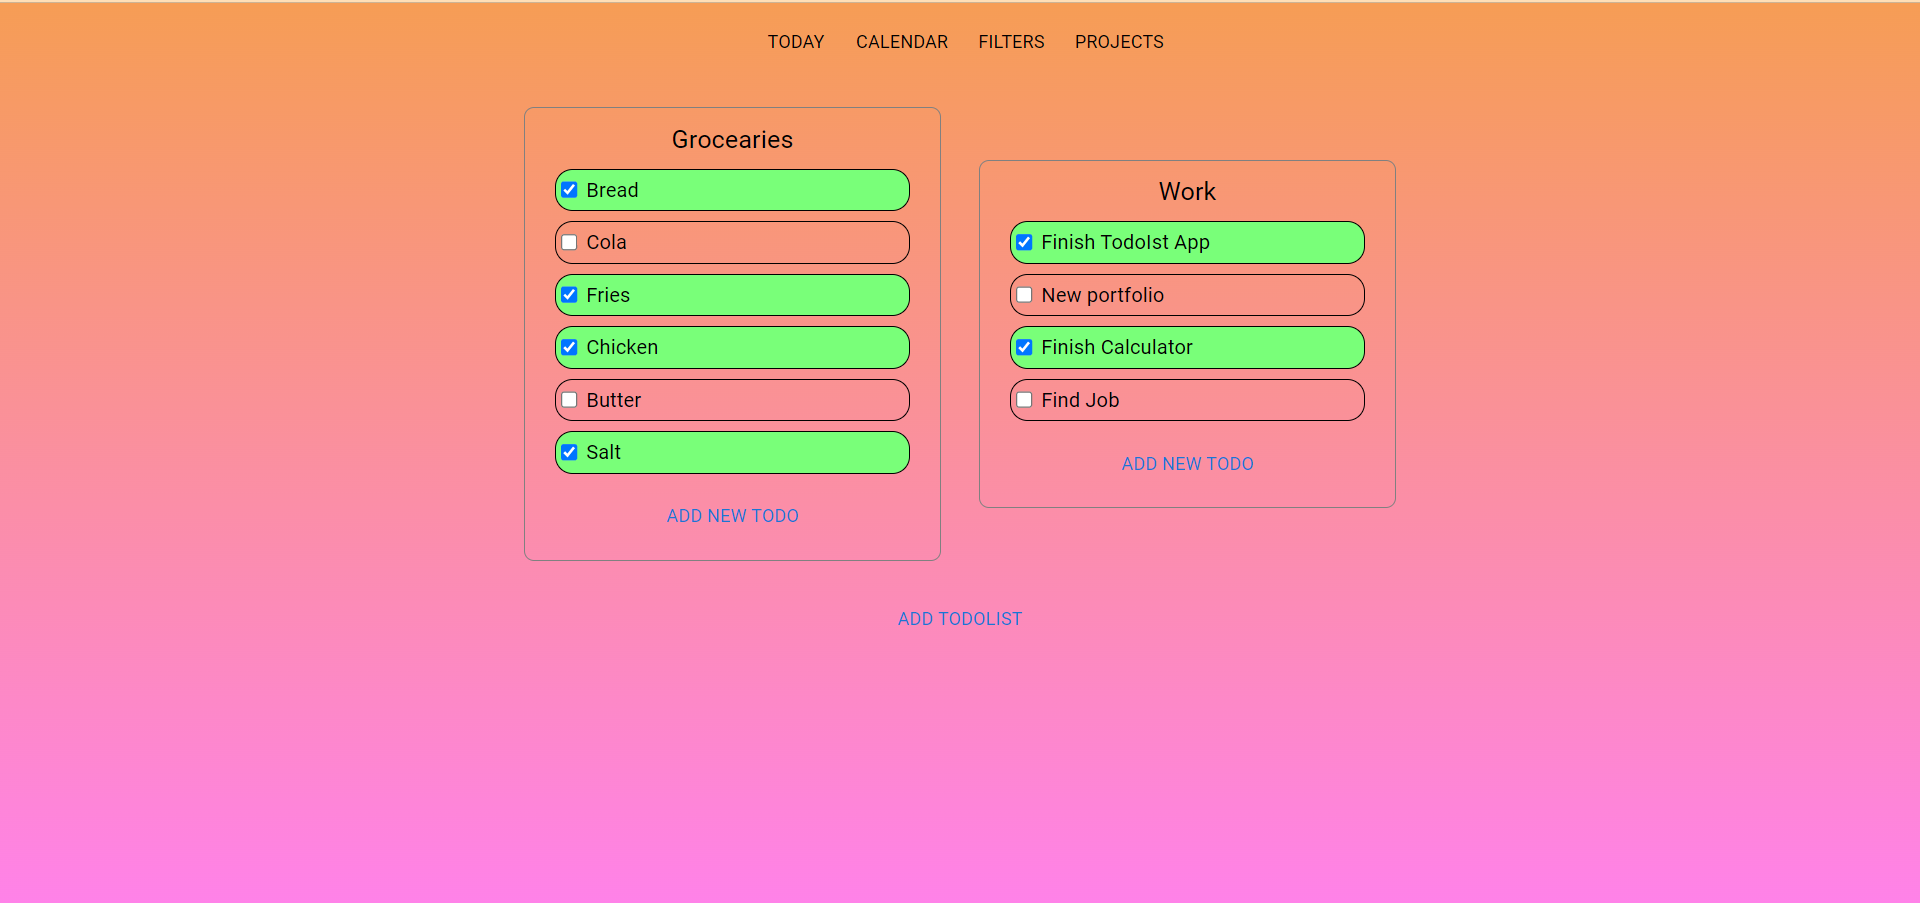 TODAY CALENDAR FILTERS PROJECTS
Grocearies
Bread
Cola
Fries
Chicken
Butter
Salt
ADD NEW TODO
Work
Finish TodoIst App
New portfolio
Finish Calculator
Find Job
ADD NEW TODO
ADD TODOLIST